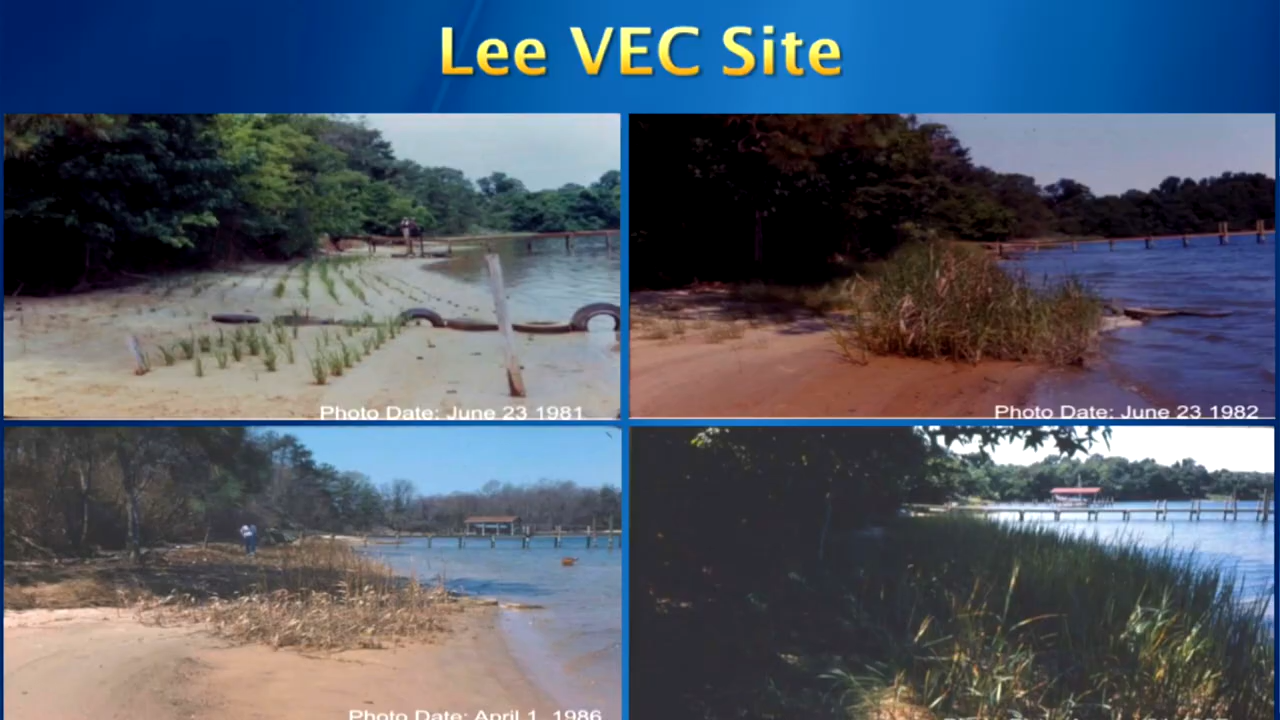 Lee VEC Site
Photo Date: June 23 1981
Photo Date: June 23 1982
Photo Date: April 1, 1986